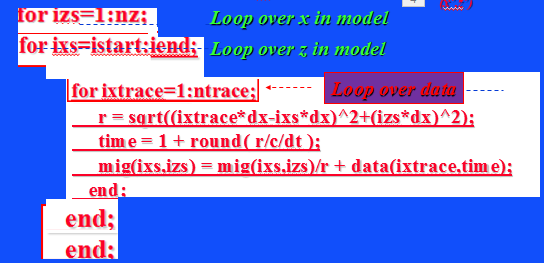 for izs=1:nz;
Loop over x in model
for ixs=istart:iend;
Loop over z in model
for ixtrace=1:ntrace;
Loop over data
r = sqrt((ixtrace*dx-ixs*dx)^2+(izs*dx)^2);
time = 1 + round( r/c/dt );
mig(ixs,izs) = mig(ixs,izs)/r + data(ixtrace,time);
end;
end;
end;